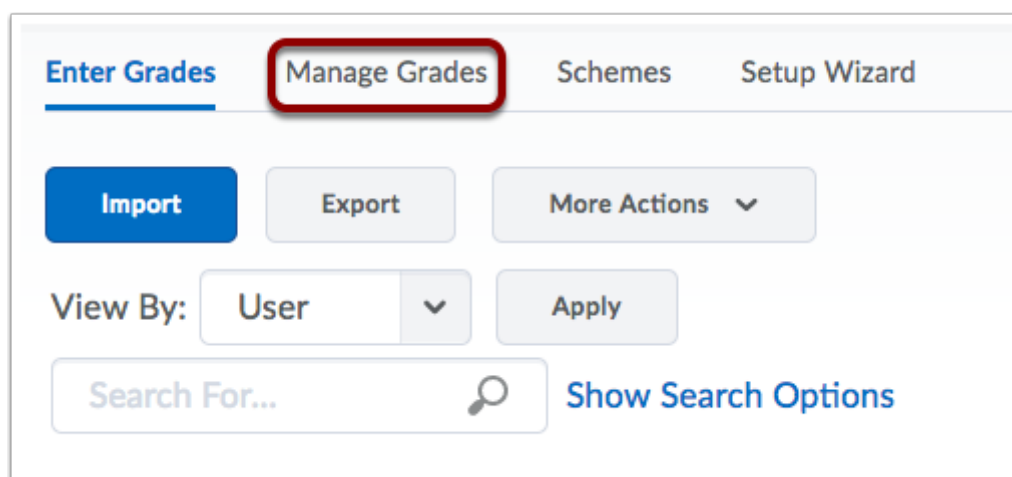 Enter Grades Manage Grades Schemes Setup Wizard
Import Export More Actions
View By: User Apply
Search For... Show Search Options